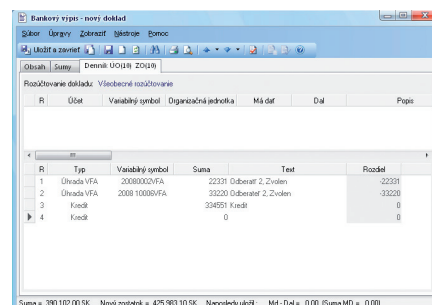 Bankový výpis - nový doklad
Súbor Úpravy Zobraziť Nástroje Pomoc
Uložiť a zavrieť
Obsah Sumy Denník ÚO(10) ZO(10)
Rozúčtovanie dokladu: Všeobecné rozúčtovanie
R Účet Variabilný symbol Organizačná jednotka Má dať Dal Popis
R Typ Variabilný symbol Suma Text Rozdiel
1 Úhrada VFA 20080002VFA 22331 Odberateľ 2, Zvolen -22331
2 Úhrada VFA 2008.10006VFA 33220 Odberateľ 2, Zvolen -33220
3 Kredit 334551 Kredit 0
4 Kredit 0 0
Suma = 390 102,00 SK Nový zostatok = 425 983,10 SK Naposledy uložil: Md - Dal = 0,00 (Suma MD = 0,00)